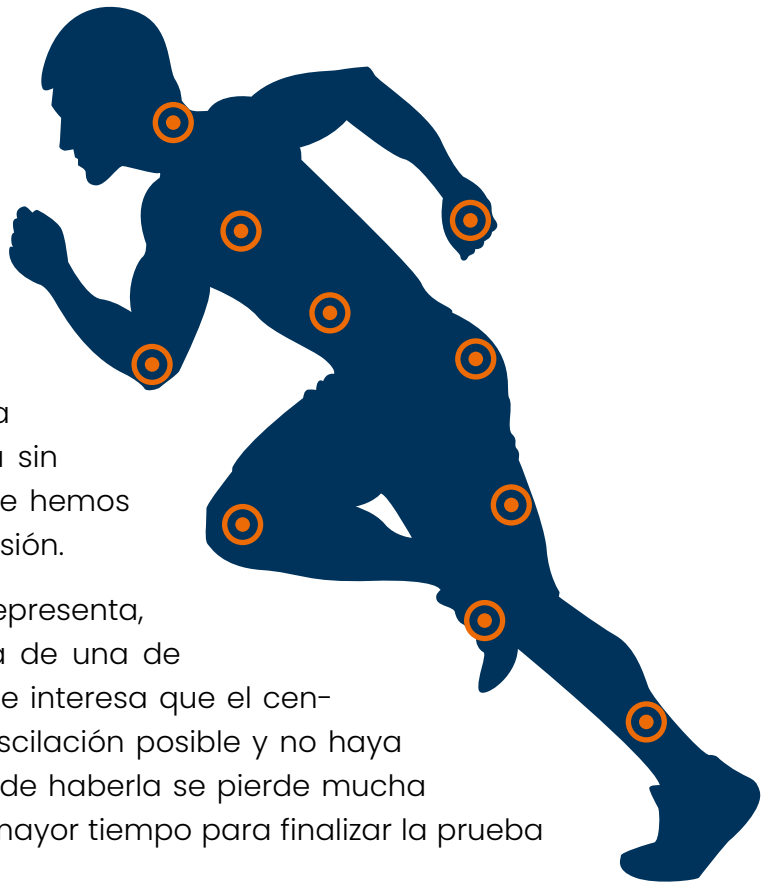 a
sin
e hemos
sión.
epresenta,
a de una de
e interesa que el cen-
scilación posible y no haya
de haberla se pierde mucha
mayor tiempo para finalizar la prueba